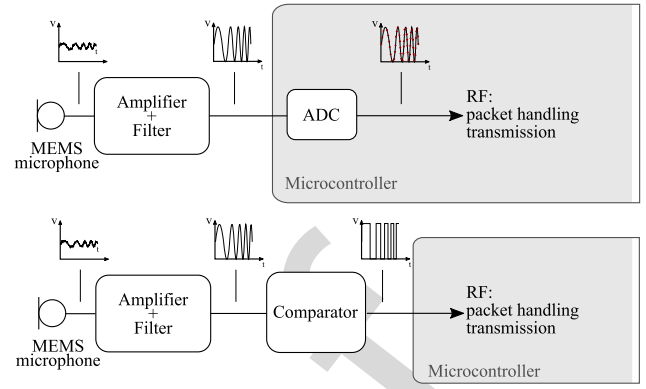 v
t
v
t
v
t
Amplifier
+
Filter
ADC
RF:
packet handling
transmission
MEMS
microphone
Microcontroller
v
t
v
t
v
t
Amplifier
+
Filter
Comparator
RF:
packet handling
transmission
MEMS
microphone
Microcontroller